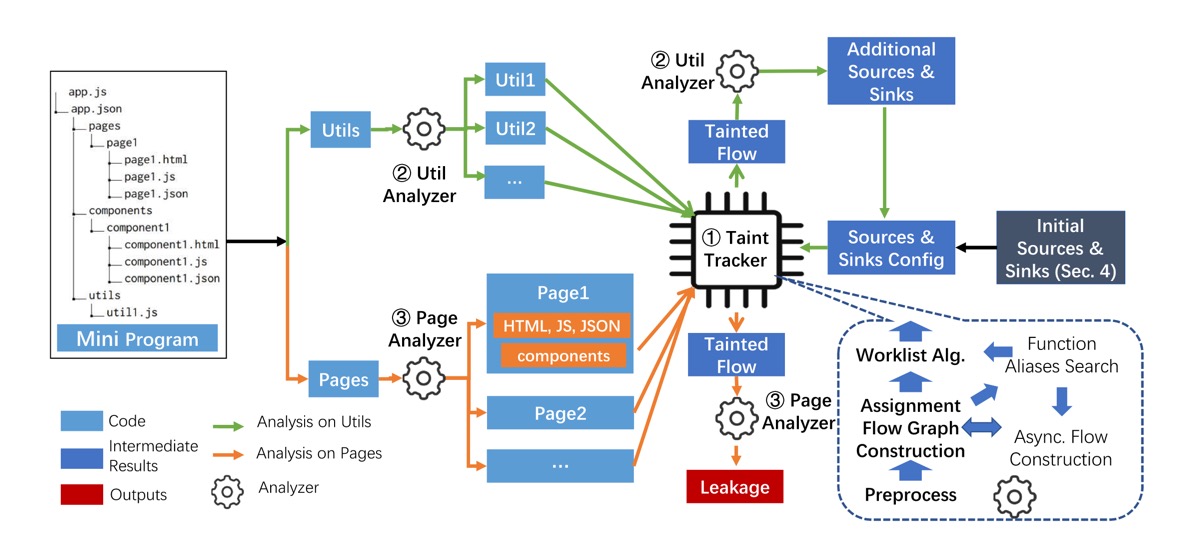 app.js
app.json
pages
page1
page1.html
page1.js
page1.json
components
component1
component1.html
component1.js
component1.json
utils
util1.js
Mini Program
Utils
② Util
Analyzer
Util1
Util2
...
② Util
Analyzer
Additional
Sources &
Sinks
Tainted
Flow
① Taint
Tracker
Sources &
Sinks Config
Initial
Sources &
Sinks (Sec. 4)
Pages
③ Page
Analyzer
Page1
HTML, JS, JSON
components
Page2
...
Tainted
Flow
③ Page
Analyzer
Leakage
Worklist Alg.
Function
Aliases Search
Assignment
Flow Graph
Construction
Async. Flow
Construction
Preprocess
Code
Intermediate
Results
Outputs
Analysis on Utils
Analysis on Pages
Analyzer